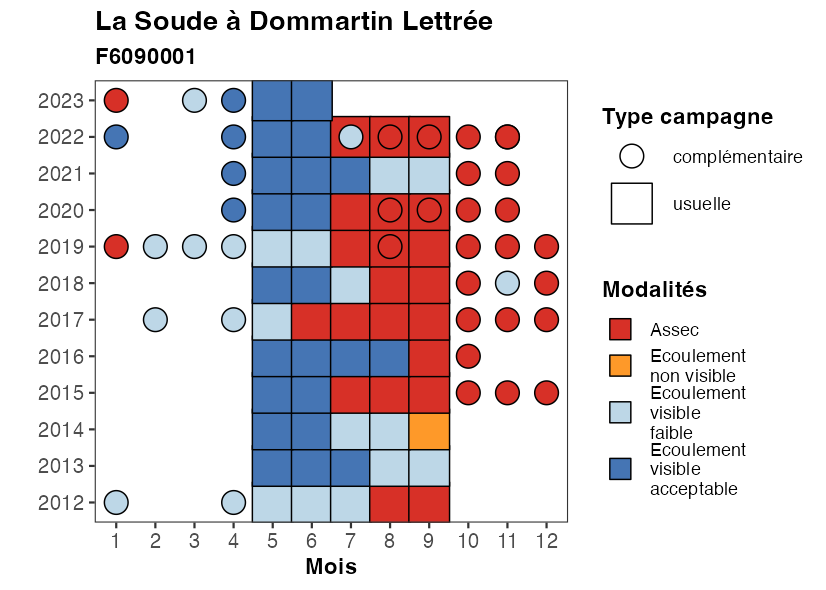 La Soude à Dommartin Lettrée
F6090001
2023
2022
2021
2020
2019
2018
2017
2016
2015
2014
2013
2012
1 2 3 4 5 6 7 8 9 10 11 12
Mois
Type campagne
complémentaire
usuelle
Modalités
Assec
Ecoulement
non visible
Ecoulement
visible
faible
Ecoulement
visible
acceptable